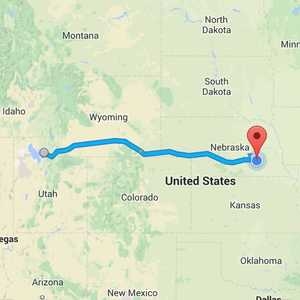 North
Dakota
Montana
Minn
South
Dakota
Idaho
Wyoming
Nebraska
Utah
United States
Colorado
Kansas
egas
Oklahoma
Arizona
New Mexico
Dallas